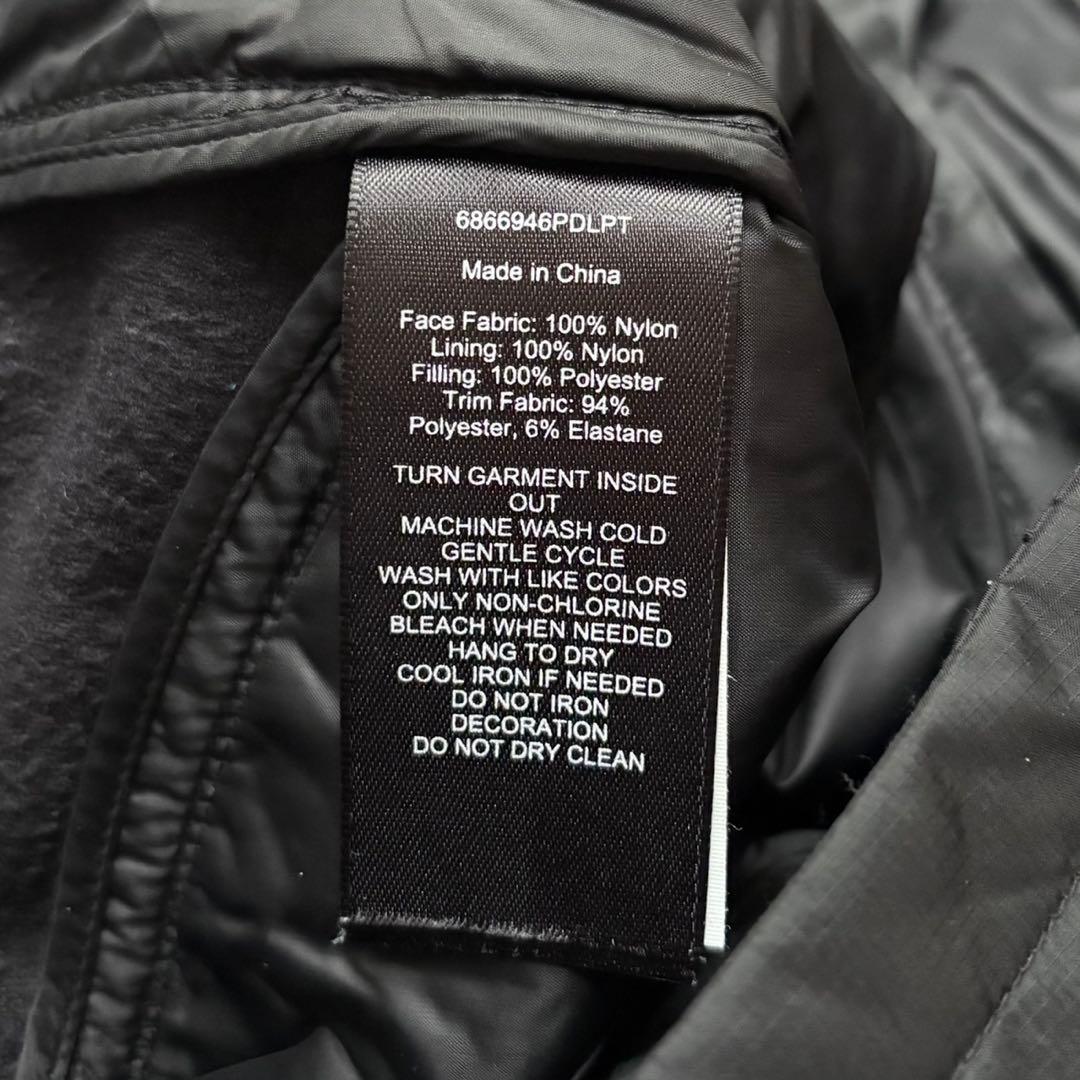 6866946PDLPT
Made in China
Face Fabric: 100% Nylon
Lining: 100% Nylon
Filling: 100% Polyester
Trim Fabric: 94%
Polyester, 6% Elastane
TURN GARMENT INSIDE
OUT
MACHINE WASH COLD
GENTLE CYCLE
WASH WITH LIKE COLORS
ONLY NON-CHLORINE
BLEACH WHEN NEEDED
HANG TO DRY
COOL IRON IF NEEDED
DO NOT IRON
DECORATION
DO NOT DRY CLEAN